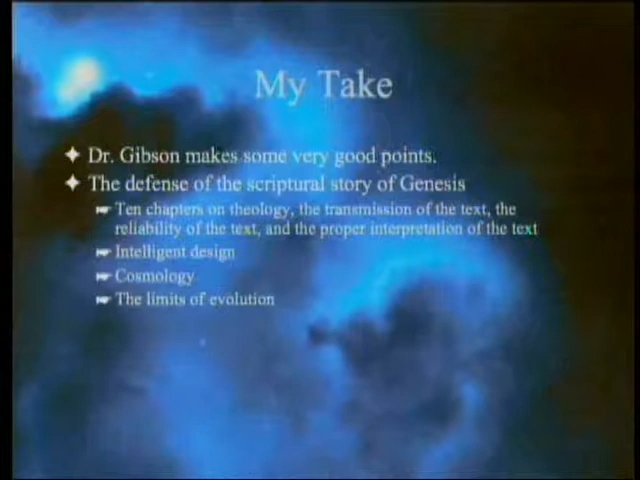 My Take
Dr. Gibson makes some very good points.
The defense of the scriptural story of Genesis
Ten chapters on theology, the transmission of the text, the
reliability of the text, and the proper interpretation of the text
Intelligent design
Cosmology
The limits of evolution